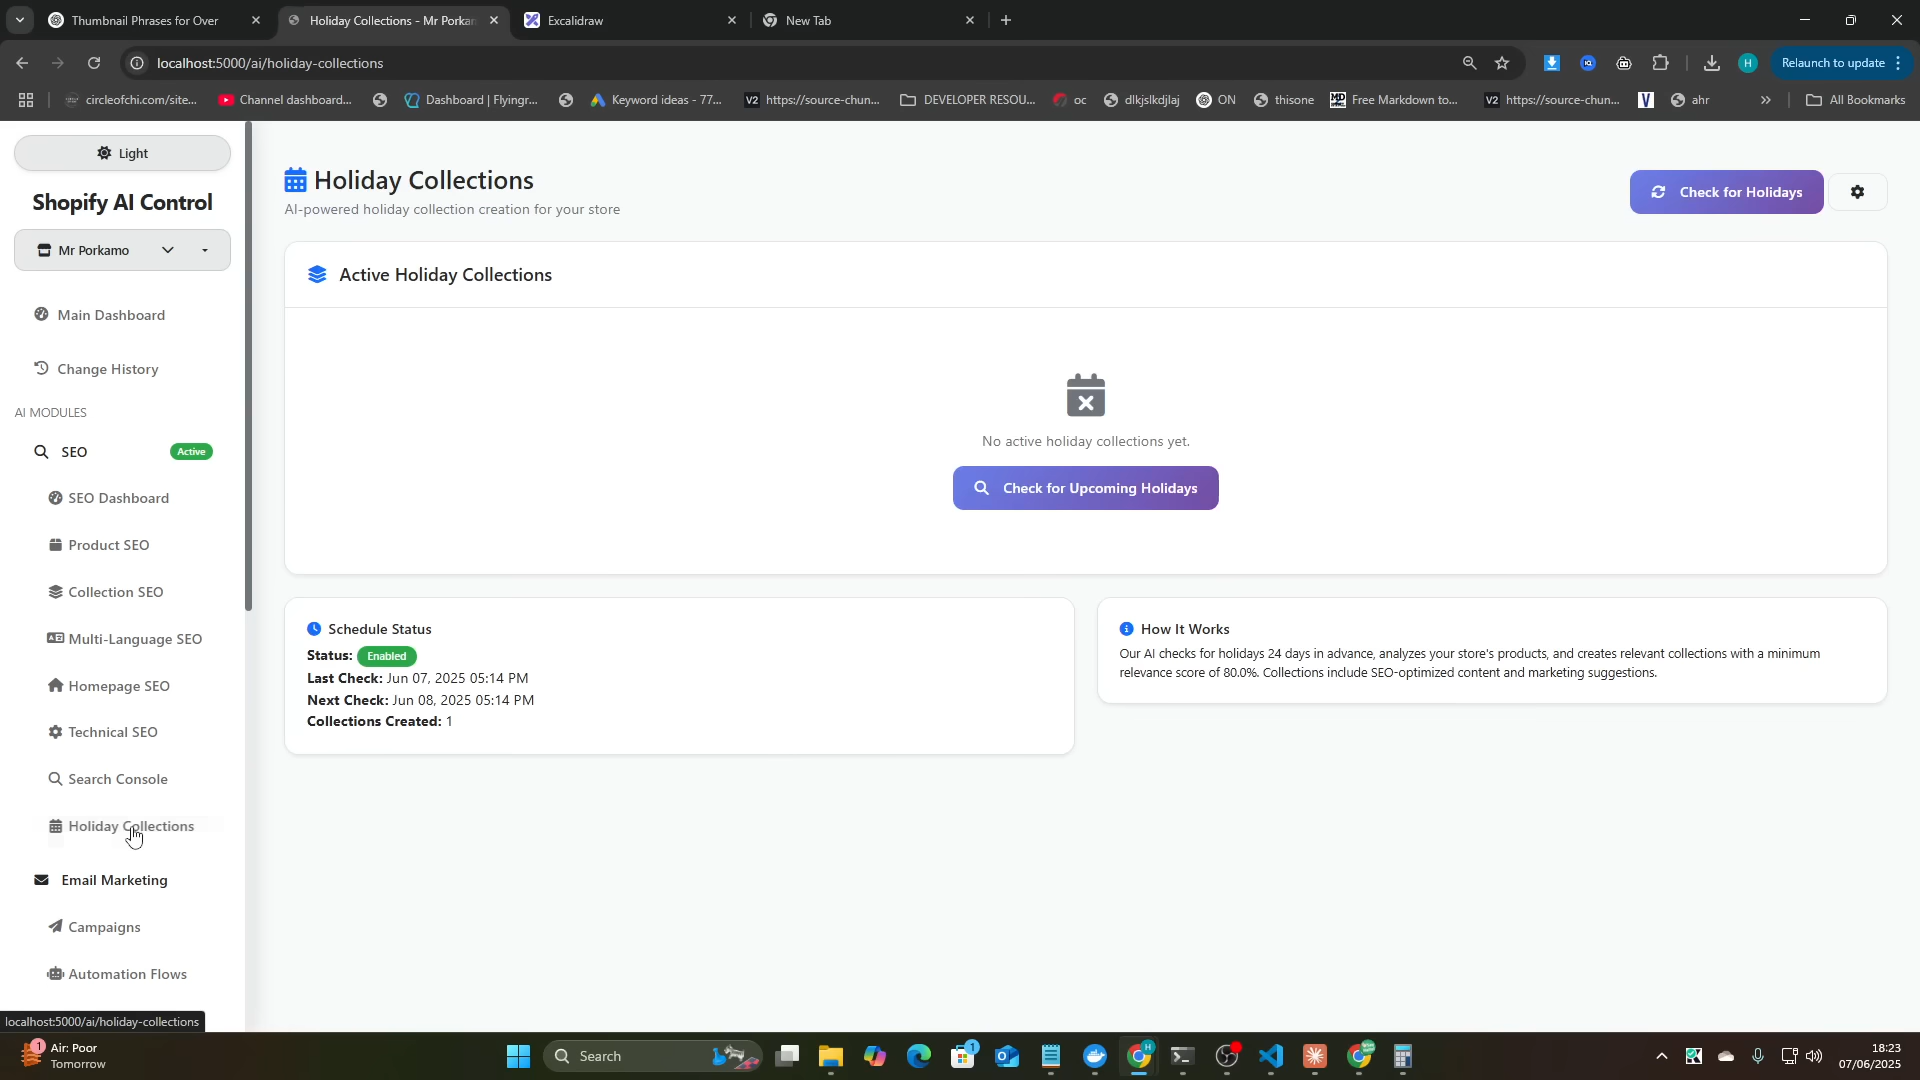 Thumbnail Phrases for Over
Holiday Collections - Mr Porkan
Excalidraw
New Tab
localhost:5000/ai/holiday-collections
Relaunch to update
circleofchi.com/site...
Channel dashboard...
Dashboard | Flyingr...
Keyword ideas - 77...
https://source-chun...
DEVELOPER RESOU...
oc
dlkjslkdjlaj
ON
thisone
Free Markdown to...
https://source-chun...
ahr
All Bookmarks
Light
Shopify AI Control
Mr Porkamo
Main Dashboard
Change History
AI MODULES
SEO
Active
SEO Dashboard
Product SEO
Collection SEO
Multi-Language SEO
Homepage SEO
Technical SEO
Search Console
Holiday Collections
Email Marketing
Campaigns
Automation Flows
localhost:5000/ai/holiday-collections
Holiday Collections
AI-powered holiday collection creation for your store
Check for Holidays
Active Holiday Collections
No active holiday collections yet.
Check for Upcoming Holidays
Schedule Status
Status: Enabled
Last Check: Jun 07, 2025 05:14 PM
Next Check: Jun 08, 2025 05:14 PM
Collections Created: 1
How It Works
Our AI checks for holidays 24 days in advance, analyzes your store's products, and creates relevant collections with a minimum
relevance score of 80.0%. Collections include SEO-optimized content and marketing suggestions.
1
Air: Poor
Tomorrow
Search
1
18:23
07/06/2025